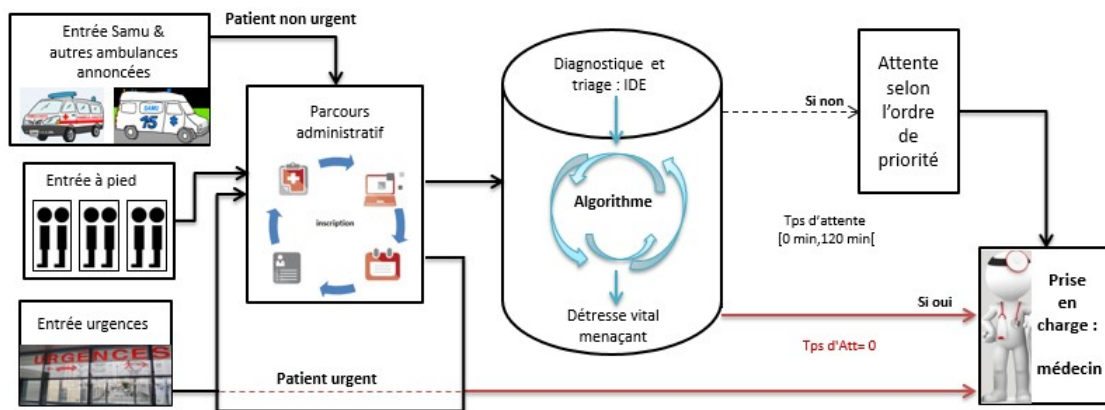 Entrée Samu &
autres ambulances
annoncées
SAMU
15
Patient non urgent
Entrée à pied
Entrée urgences
URGENCES
Patient urgent
Parcours
administratif
inscription
Diagnostique et
triage : IDE
Algorithme
Détresse vital
menaçant
Si non
Attente
selon
l'ordre
de
priorité
Tps d'attente
[0 min,120 min[
Si oui
Tps d'Att= 0
Prise
en
charge :
médecin